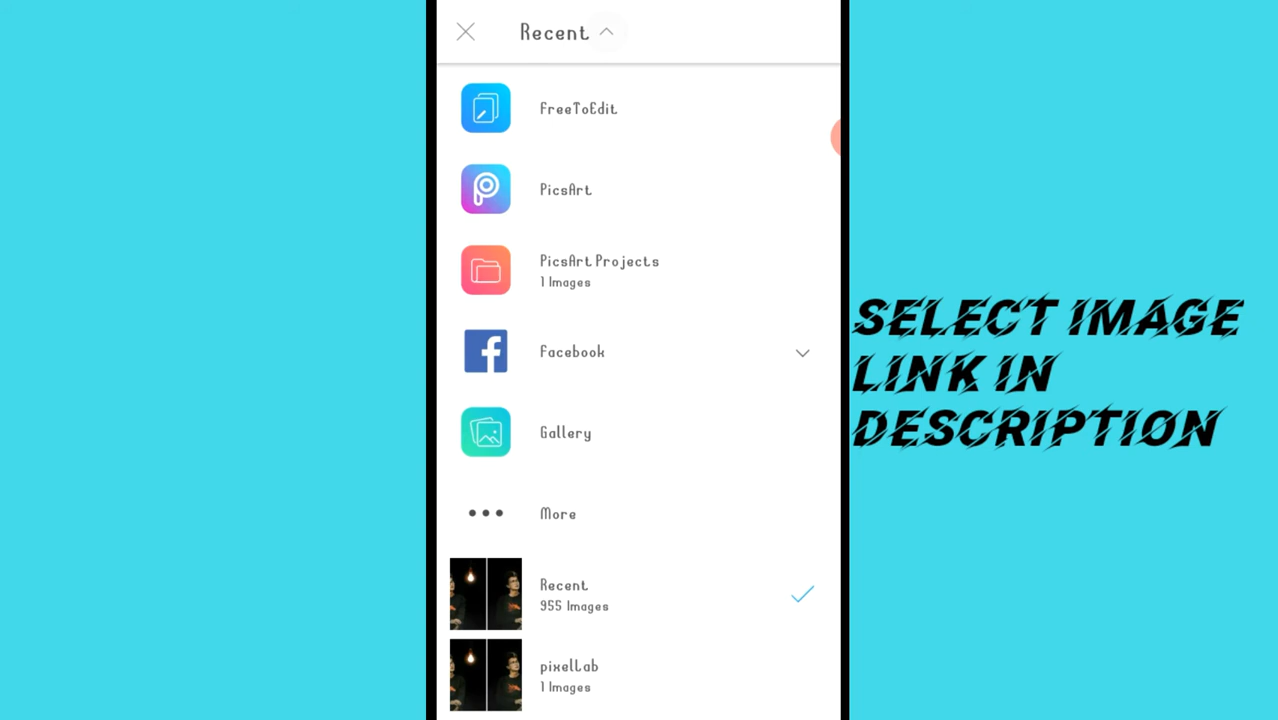 Recent
FreeToEdit
PicsArt
PicsArt Projects
1 Images
Facebook
Gallery
More
Recent
955 Images
pixelLab
1 Images
SELECT IMAGE
LINK IN
DESCRIPTION